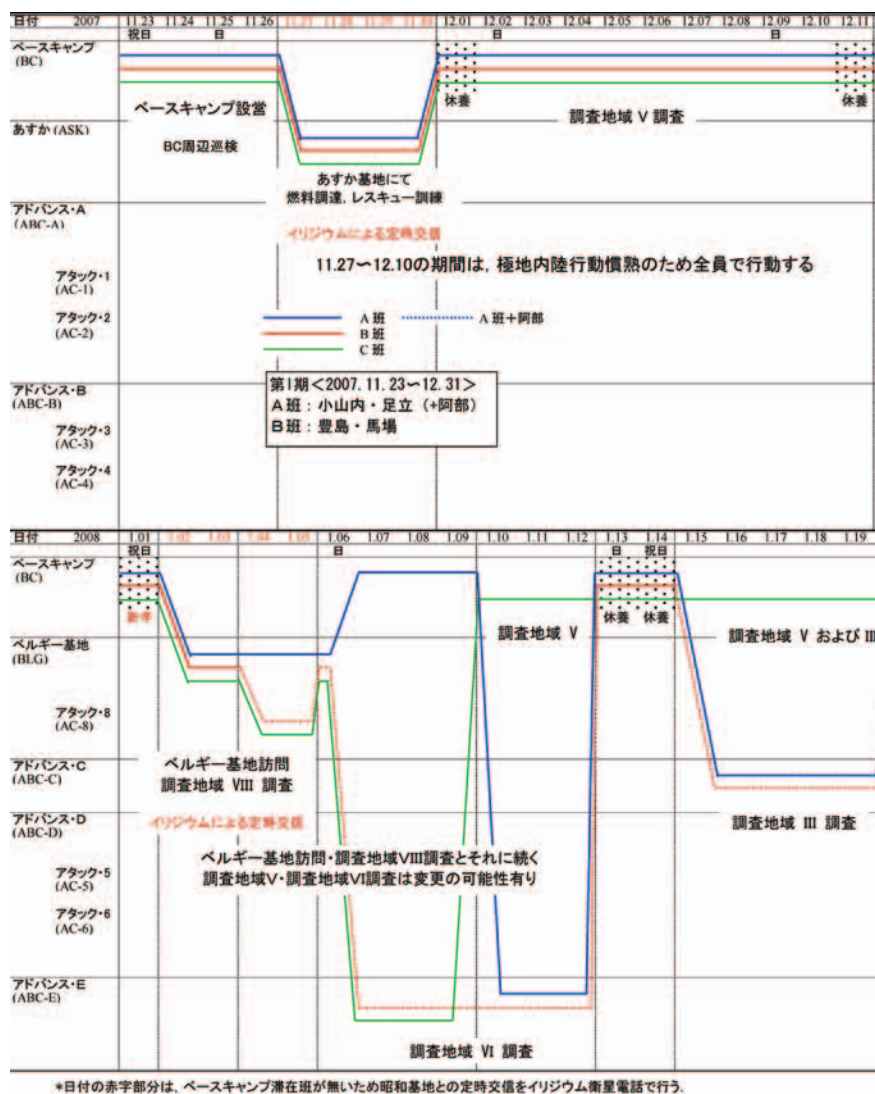 日付 2007 11.23 11.24 11.25 11.26 11.27 11.28 11.29 11.30 12.01 12.02 12.03 12.04 12.05 12.06 12.07 12.08 12.09 12.10 12.11
祝日 日 日 日
ベースキャンプ
(BC)
休養 休養
ベースキャンプ設営
調査地域 V 調査
あすか (ASK)
BC周辺巡検
あすか基地にて
燃料調達, レスキュー訓練
アドバンス・A
(ABC-A)
イリジウムによる定時交信
11.27〜12.10の期間は, 極地内陸行動慣熟のため全員で行動する
アタック・1
(AC-1)
アタック・2
(AC-2)
A 班 A 班+阿部
B 班
C 班
アドバンス・B
(ABC-B)
第I期<2007.11.23〜12.31>
A班:小山内・足立 (+阿部)
B班:豊島・馬場
アタック・3
(AC-3)
アタック・4
(AC-4)
日付 2008 1.01 1.02 1.03 1.04 1.05 1.06 1.07 1.08 1.09 1.10 1.11 1.12 1.13 1.14 1.15 1.16 1.17 1.18 1.19
祝日 日 日 祝日
ベースキャンプ
(BC)
休養 休養
調査地域 V
調査地域 V および III
ベルギー基地
(BLG)
アタック・8
(AC-8)
アドバンス・C
(ABC-C)
ベルギー基地訪問
調査地域 VIII 調査
アドバンス・D
(ABC-D)
イリジウムによる定時交信
調査地域 III 調査
ベルギー基地訪問・調査地域VIII調査とそれに続く
調査地域V・調査地域VI調査は変更の可能性有り
アタック・5
(AC-5)
アタック・6
(AC-6)
アドバンス・E
(ABC-E)
調査地域 VI 調査
*日付の赤字部分は, ベースキャンプ滞在班が無いため昭和基地との定時交信をイリジウム衛星電話で行う.